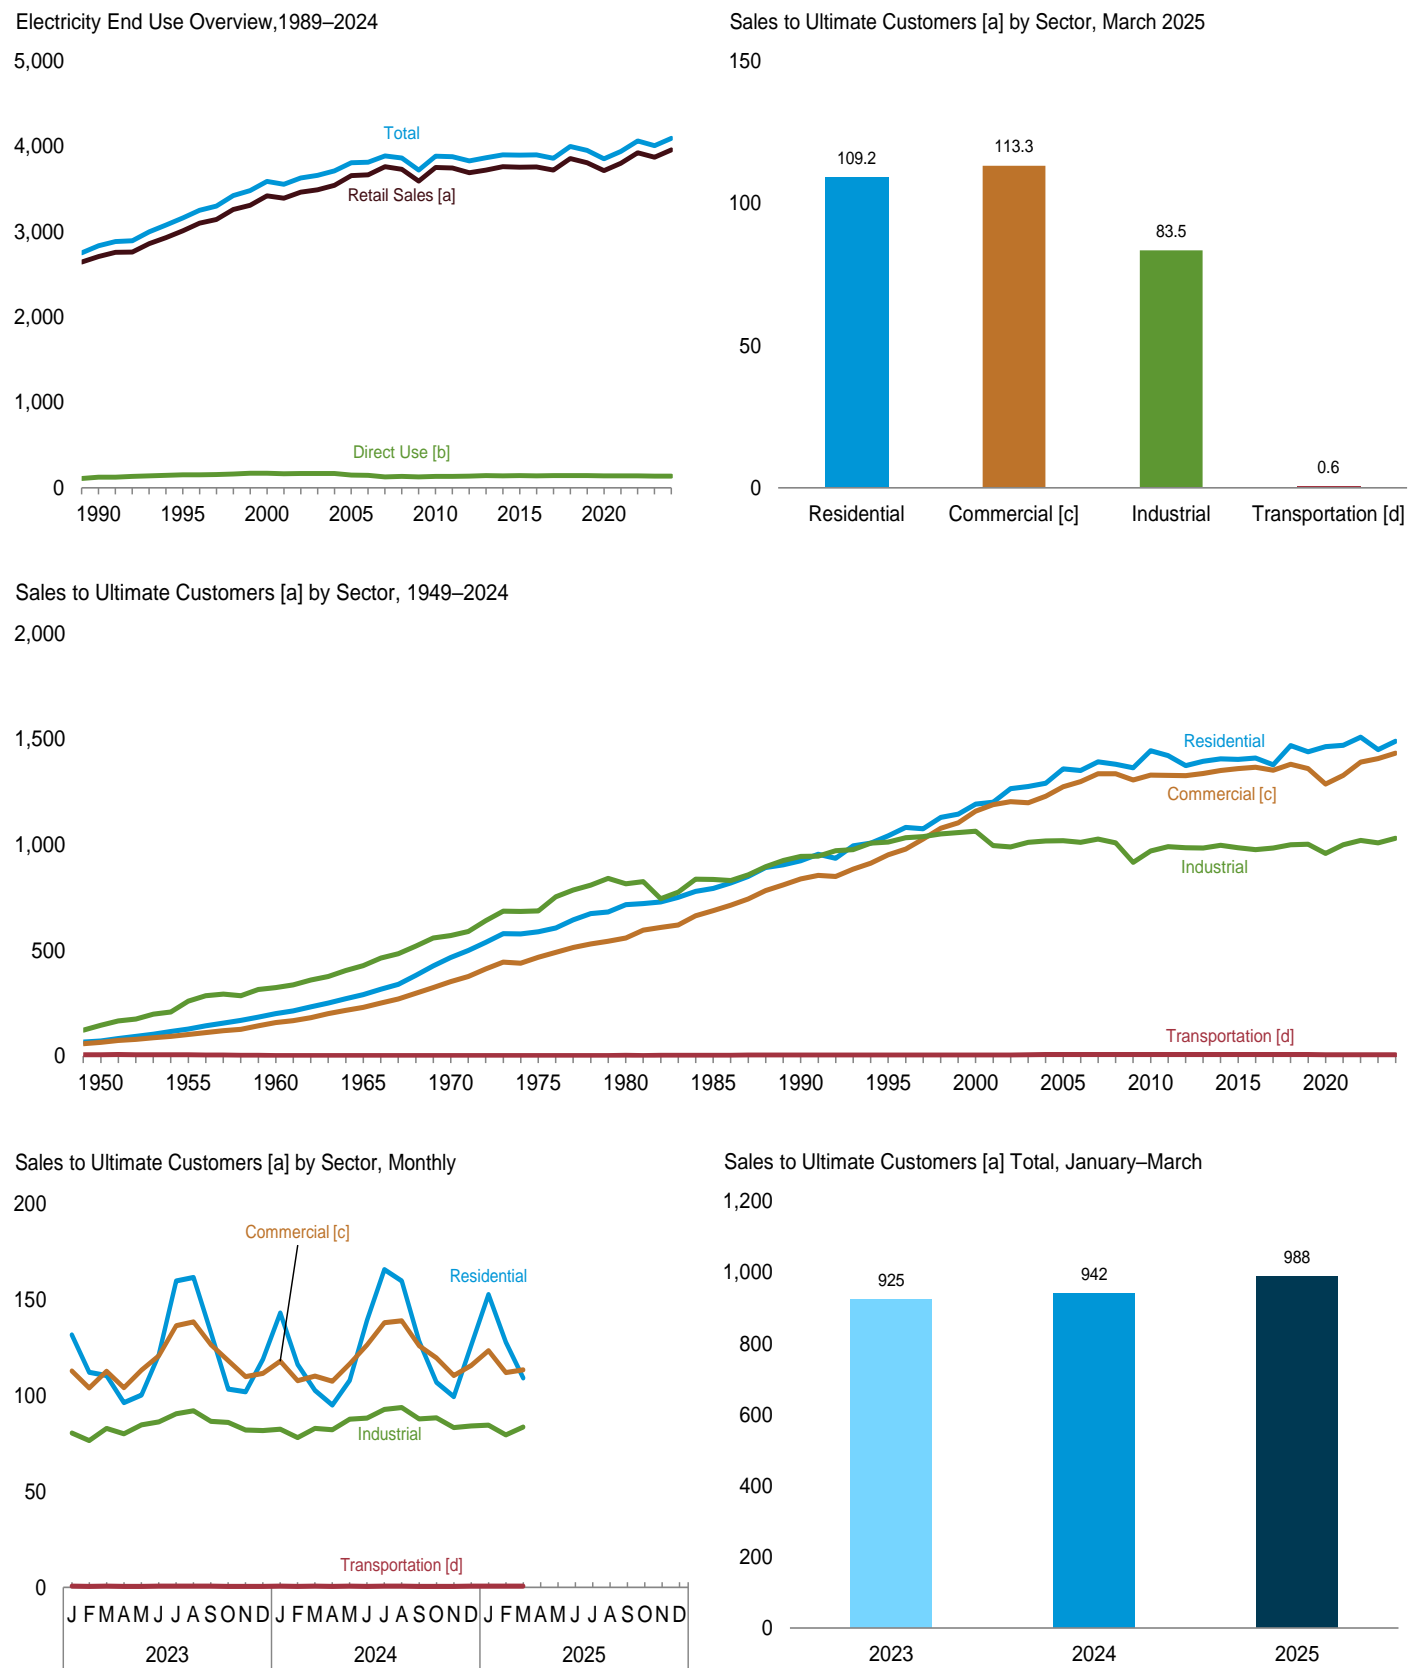 Electricity End Use Overview,1989–2024
5,000
4,000
3,000
2,000
1,000
0
Total
Retail Sales [a]
Direct Use [b]
1990 1995 2000 2005 2010 2015 2020
Sales to Ultimate Customers [a] by Sector, March 2025
150
100
50
0
109.2
113.3
83.5
0.6
Residential Commercial [c] Industrial Transportation [d]
Sales to Ultimate Customers [a] by Sector, 1949–2024
2,000
1,500
1,000
500
0
Residential
Commercial [c]
Industrial
Transportation [d]
1950 1955 1960 1965 1970 1975 1980 1985 1990 1995 2000 2005 2010 2015 2020
Sales to Ultimate Customers [a] by Sector, Monthly
200
150
100
50
0
Commercial [c]
Residential
Industrial
Transportation [d]
J F M A M J J A S O N D J F M A M J J A S O N D J F M A M J J A S O N D
2023 2024 2025
Sales to Ultimate Customers [a] Total, January–March
1,200
1,000
800
600
400
200
0
925
942
988
2023 2024 2025